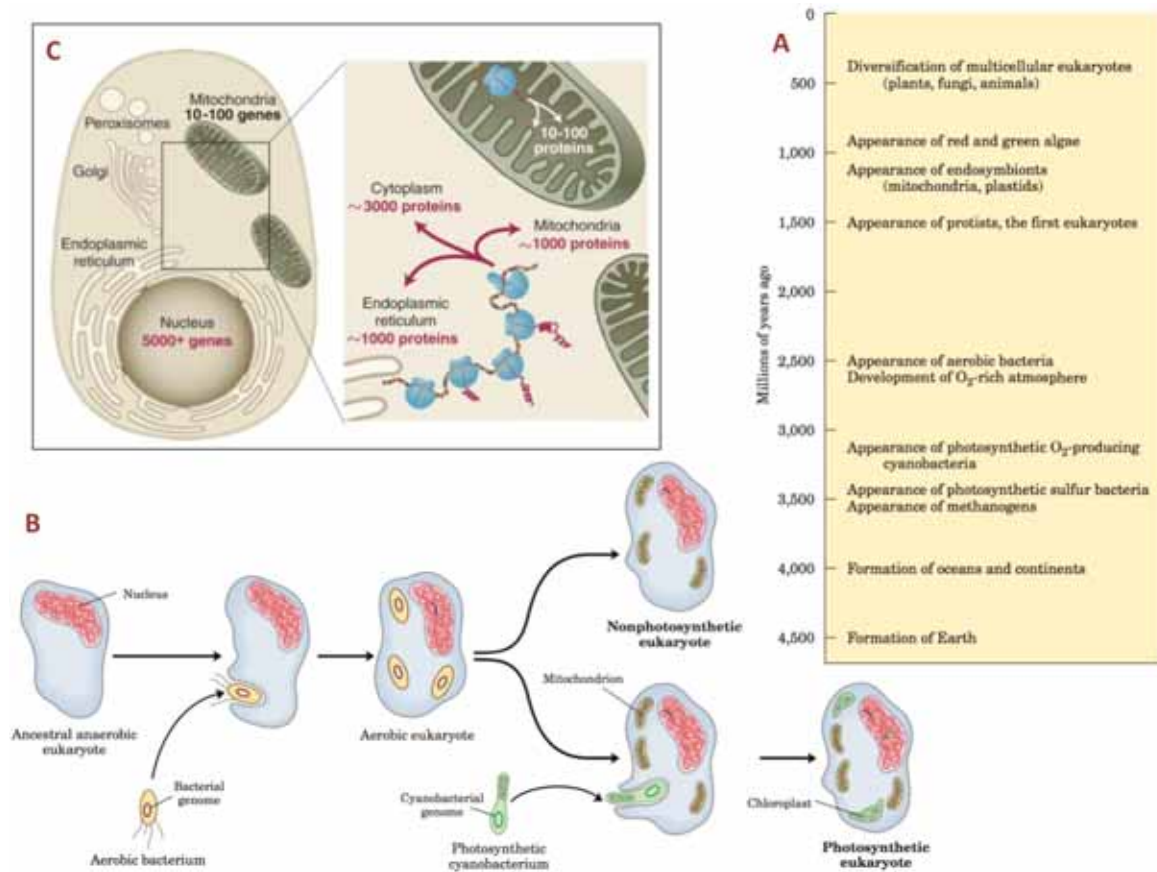 C
Mitochondria
10-100 genes
Peroxisomes
Golgi
Endoplasmic
reticulum
Nucleus
5000+ genes
10-100
proteins
Cytoplasm
~3000 proteins
Mitochondria
~1000 proteins
Endoplasmic
reticulum
~1000 proteins
A
Millions of years ago
0
Diversification of multicellular eukaryotes
(plants, fungi, animals)
500
Appearance of red and green algae
1,000
Appearance of endosymbionts
(mitochondria, plastids)
1,500
Appearance of protists, the first eukaryotes
2,000
2,500
Appearance of aerobic bacteria
Development of O₂-rich atmosphere
3,000
Appearance of photosynthetic O₂-producing
cyanobacteria
Appearance of photosynthetic sulfur bacteria
3,500
Appearance of methanogens
4,000
Formation of oceans and continents
4,500
Formation of Earth
B
Nucleus
Ancestral anaerobic
eukaryote
Bacterial
genome
Aerobic bacterium
Aerobic eukaryote
Nonphotosynthetic
eukaryote
Mitochondrion
Cyanobacterial
genome
Photosynthetic
cyanobacterium
Chloroplast
Photosynthetic
eukaryote